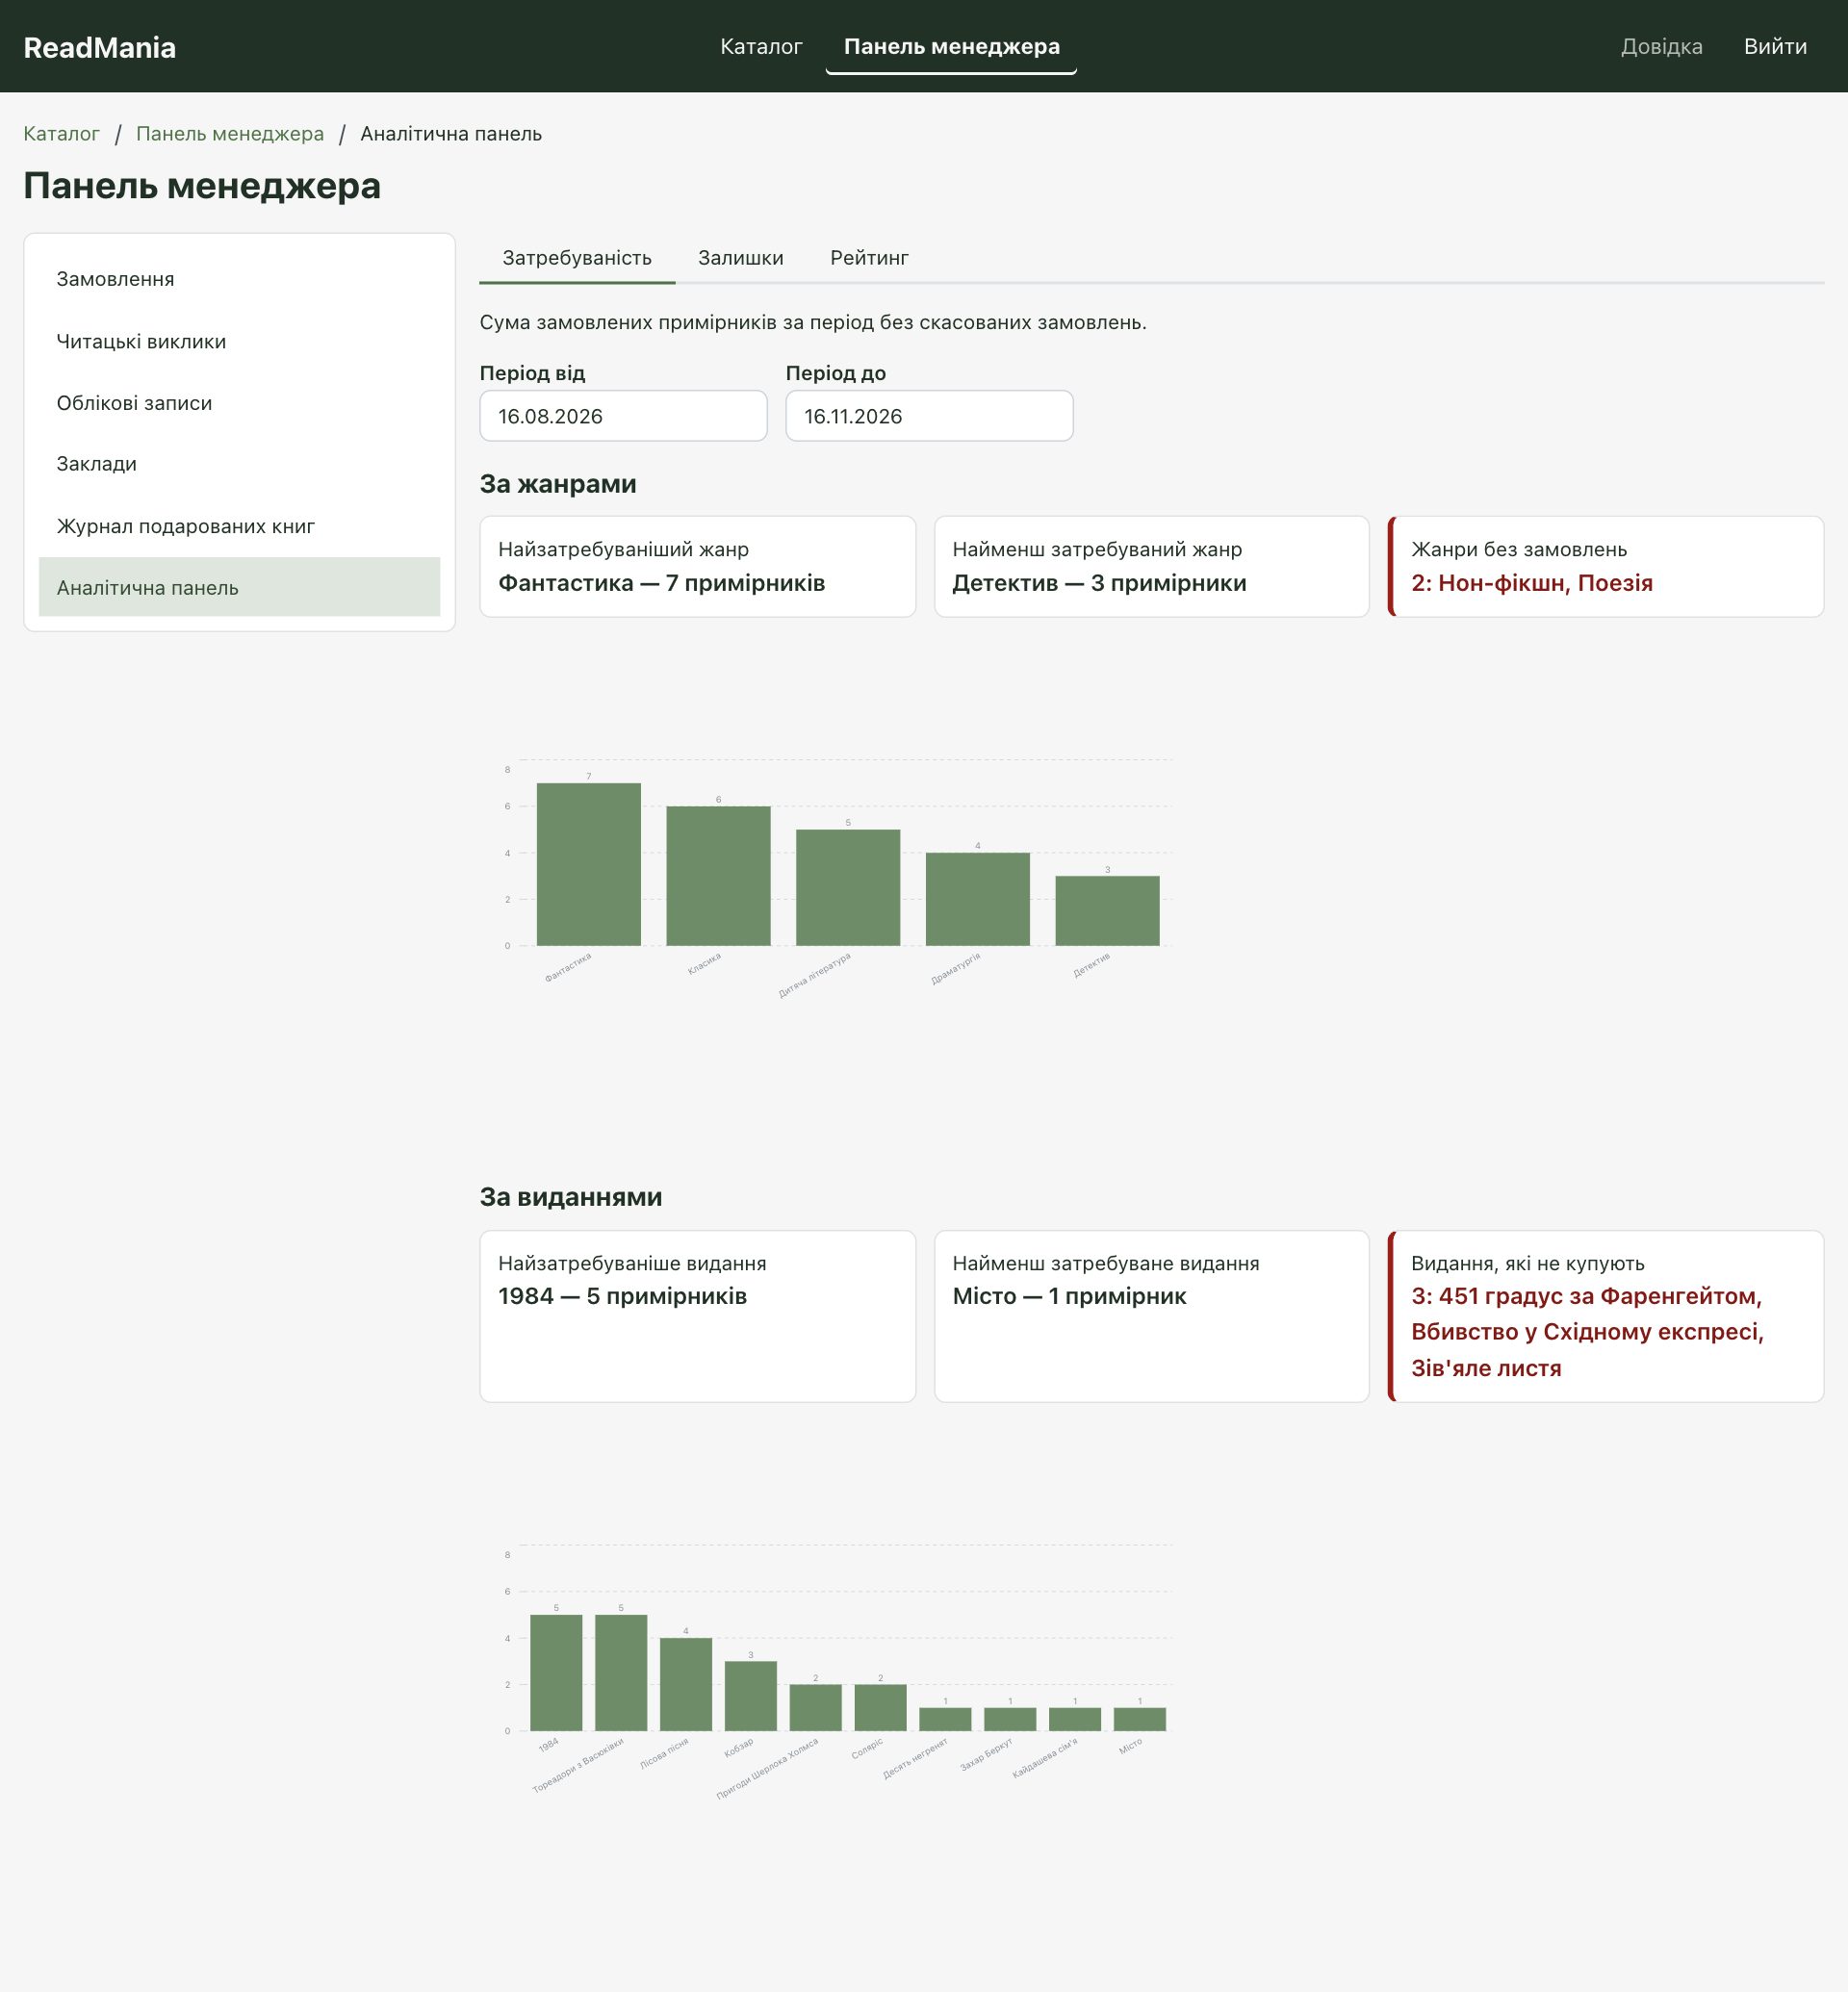 ReadMania
Каталог
Панель менеджера
Довідка
Вийти
Каталог / Панель менеджера / Аналітична панель
Панель менеджера
Замовлення
Читацькі виклики
Облікові записи
Заклади
Журнал подарованих книг
Аналітична панель
Затребуваність
Залишки
Рейтинг
Сума замовлених примірників за період без скасованих замовлень.
Період від
16.08.2026
Період до
16.11.2026
За жанрами
Найзатребуваніший жанр
Фантастика — 7 примірників
Найменш затребуваний жанр
Детектив — 3 примірники
Жанри без замовлень
2: Нон-фікшн, Поезія
8
6
4
2
0
7
6
5
4
3
Фантастика
Класика
Дитяча література
Драматургія
Детектив
За виданнями
Найзатребуваніше видання
1984 — 5 примірників
Найменш затребуване видання
Місто — 1 примірник
Видання, які не купують
3: 451 градус за Фаренгейтом,
Вбивство у Східному експресі,
Зів'яле листя
8
6
4
2
0
5
5
4
3
2
2
1
1
1
1
1984
Тореадори з Васюківки
Лісова пісня
Кобзар
Пригоди Шерлока Холмса
Соляріс
Десять негренят
Захар Беркут
Кайдашева сім'я
Місто